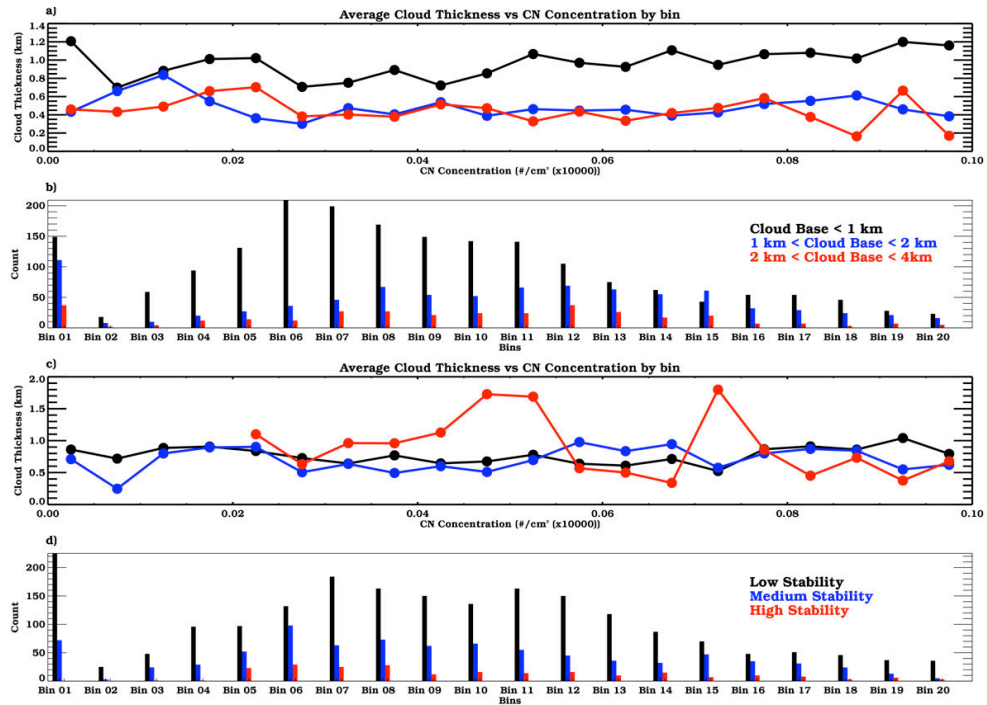 a)
Average Cloud Thickness vs CN Concentration by bin
Cloud Thickness (km)
1.4
1.2
1.0
0.8
0.6
0.4
0.2
0.0
0.00 0.02 0.04 0.06 0.08 0.10
CN Concentration (#/cm³ (x10000))
b)
Count
200
150
100
50
0
Cloud Base < 1 km
1 km < Cloud Base < 2 km
2 km < Cloud Base < 4km
Bin 01 Bin 02 Bin 03 Bin 04 Bin 05 Bin 06 Bin 07 Bin 08 Bin 09 Bin 10 Bin 11 Bin 12 Bin 13 Bin 14 Bin 15 Bin 16 Bin 17 Bin 18 Bin 19 Bin 20
Bins
c)
Average Cloud Thickness vs CN Concentration by bin
Cloud Thickness (km)
2.0
1.5
1.0
0.5
0.0
0.00 0.02 0.04 0.06 0.08 0.10
CN Concentration (#/cm³ (x10000))
d)
Count
200
150
100
50
0
Low Stability
Medium Stability
High Stability
Bin 01 Bin 02 Bin 03 Bin 04 Bin 05 Bin 06 Bin 07 Bin 08 Bin 09 Bin 10 Bin 11 Bin 12 Bin 13 Bin 14 Bin 15 Bin 16 Bin 17 Bin 18 Bin 19 Bin 20
Bins